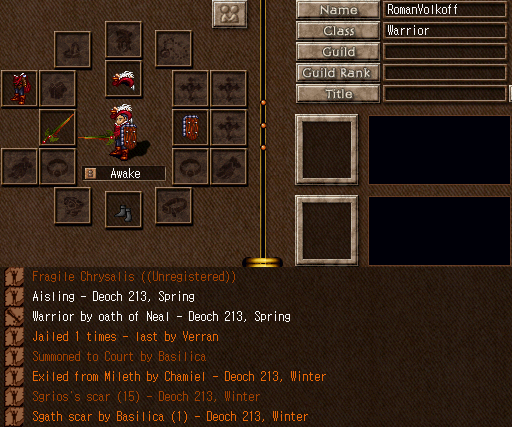 Name RomanVolkoff
Class Warrior
Guild
Guild Rank
Title
Awake
Fragile Chrysalis ((Unregistered))
Aisling - Deoch 213, Spring
Warrior by oath of Neal - Deoch 213, Spring
Jailed 1 times - last by Verran
Summoned to Court by Basilica
Exiled from Mileth by Chamiel - Deoch 213, Winter
Sgrios's scar (15) - Deoch 213, Winter
Sgath scar by Basilica (1) - Deoch 213, Winter